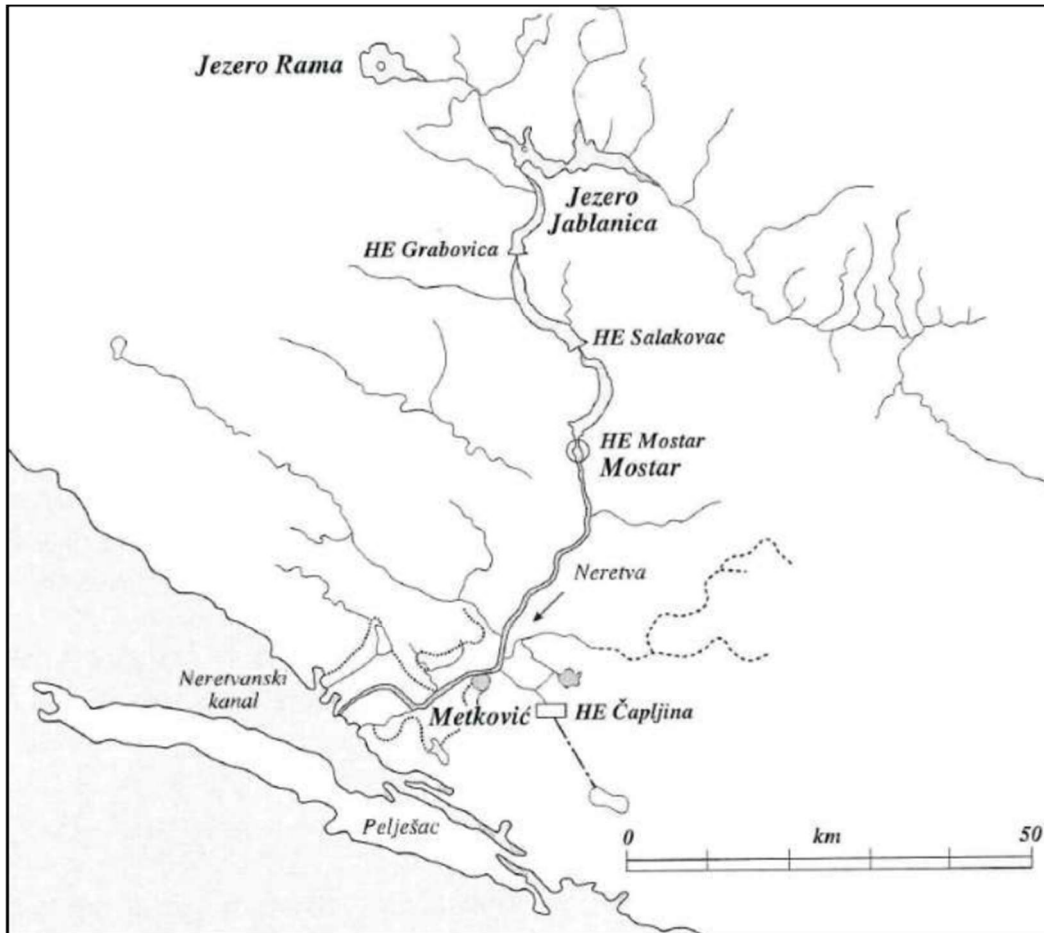 Jezero Rama
Jezero
Jablanica
HE Grabovica
HE Salakovac
HE Mostar
Mostar
Neretva
Neretvanski
kanal
Metković
HE Čapljina
Pelješac
0 km 50